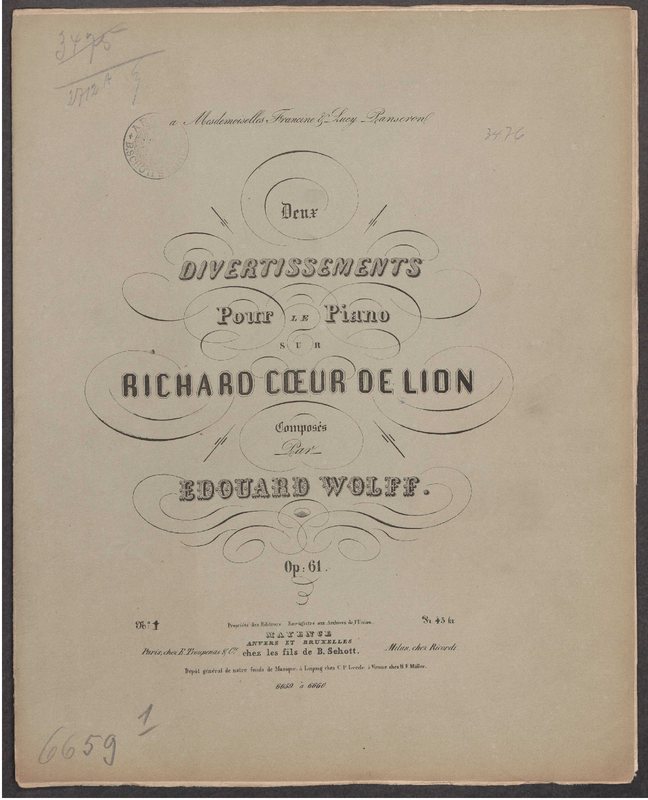 3475
2712 A
a Mesdemoiselles Francine & Lucy Panseron
3476
Deux
DIVERTISSEMENTS
Pour LE Piano
SUR
RICHARD CŒUR DE LION
Composés
Par
EDOUARD WOLFF.
Op: 61.
Propriété des Editeurs. Enregistré aux Archives de l'Union.
MAYENCE
ANVERS ET BRUXELLES
Paris, chez E. Troupenas & Cie. chez les fils de B. Schott. Milan, chez Ricordi
Dépôt général de notre fonds de Musique, à Leipzig chez C.F. Leede, à Vienne chez H.F. Müller.
6659 à 6660
6659 1